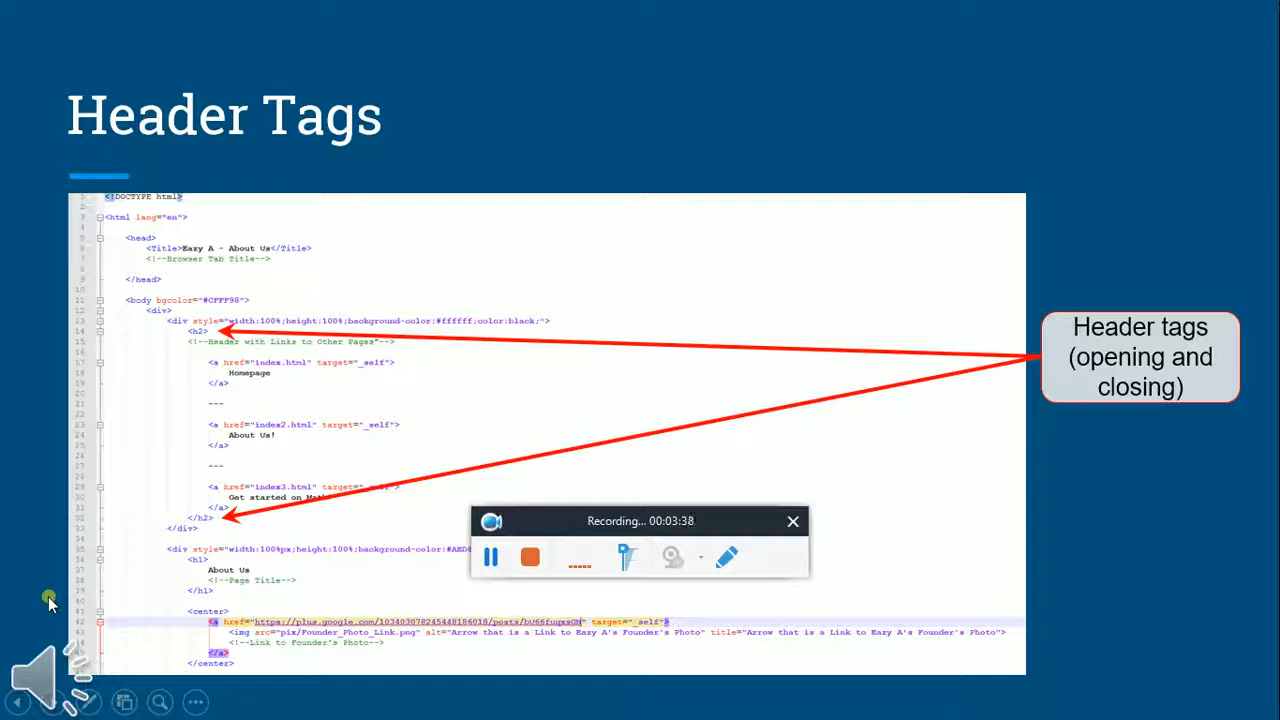 Header Tags
<!DOCTYPE html>
<html lang="en">
<head>
<Title>Eazy A - About Us</Title>
<!--Browser Tab Title-->
</head>
<body bgcolor="#CFFF98">
<div>
<div style="width:100%;height:100%;background-color:#ffffff;color:black;">
<h2>
<!--Header with Links to Other Pages"-->
<a href="index.html" target="_self">
Homepage
</a>
---
<a href="index2.html" target="_self">
About Us!
</a>
---
<a href="index3.html" target="_self">
Get started on
</a>
</h2>
</div>
<div style="width:100%px;height:100%;background-color:
<h1>
About Us
<!--Page Title-->
</h1>
<center>
<a href="https://plus.google.com/ target="_self">
<img src="pix/Founder_Photo_Link.png" alt="Arrow that is a Link to Eazy A's Founder's Photo" title="Arrow that is a Link to Eazy A's Founder's Photo">
<!--Link to Founder's Photo-->
</a>
</center>
Header tags
(opening and
closing)
Recording... 00:03:38